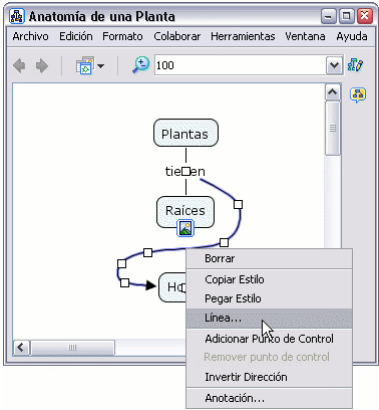 Anatomía de una Planta
Archivo Edición Formato Colaborar Herramientas Ventana Ayuda
100
Plantas
tienen
Raíces
Borrar
Copiar Estilo
Pegar Estilo
Línea...
Adicionar Punto de Control
Remover punto de control
Invertir Dirección
Anotación...